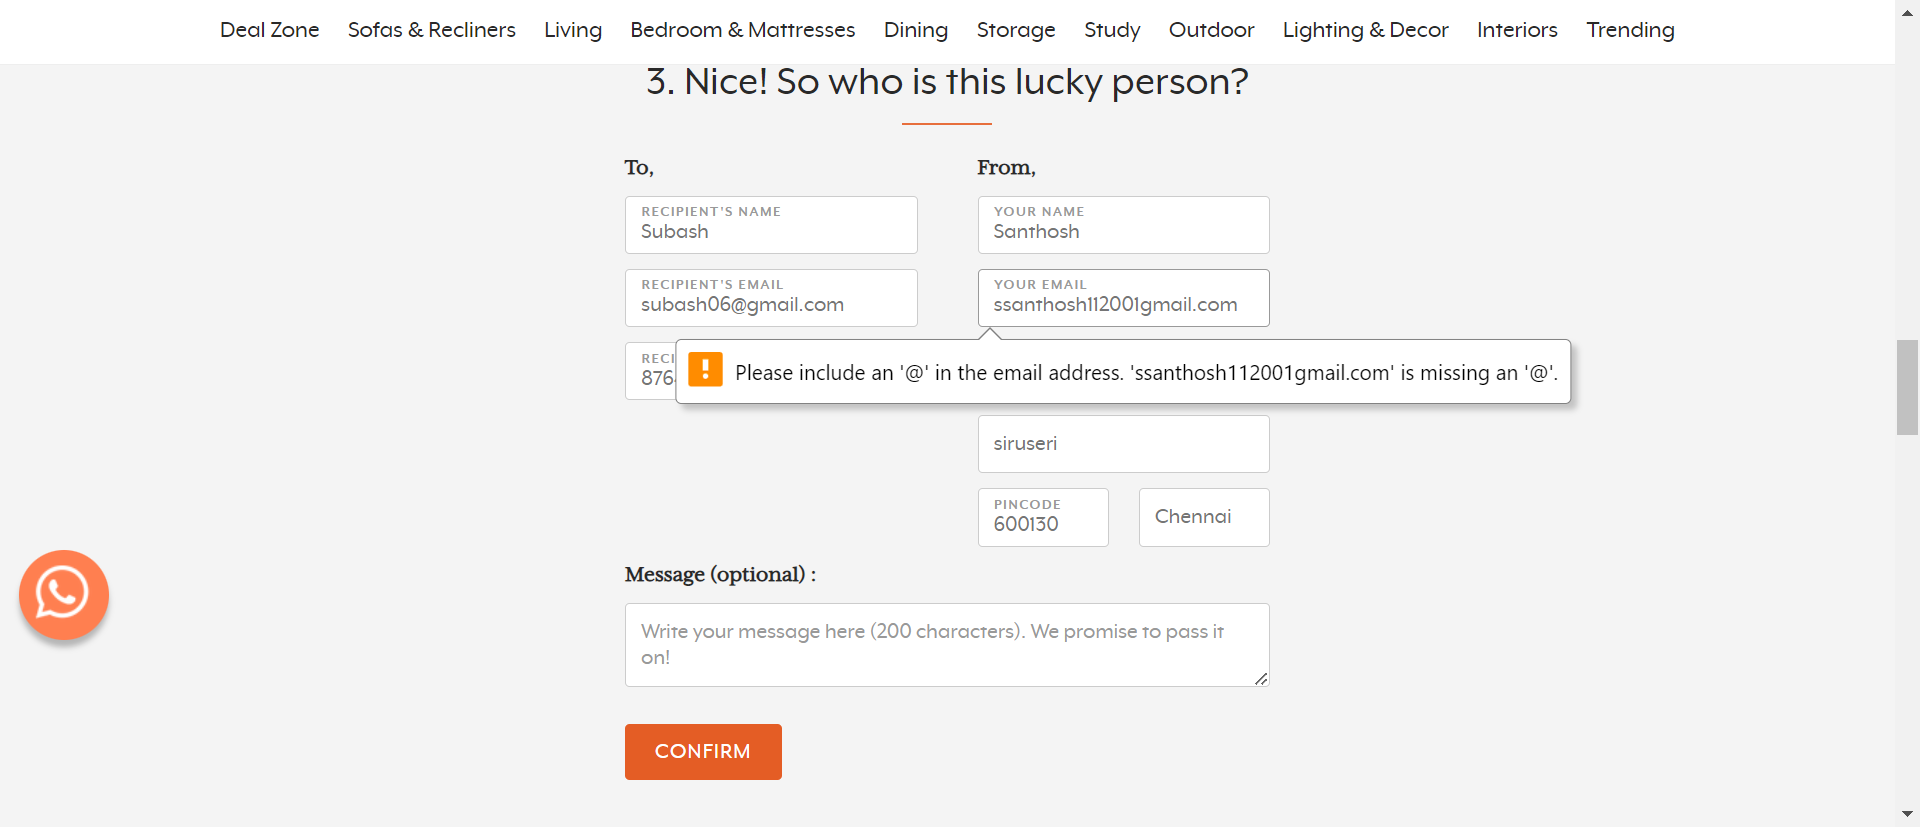 Deal Zone Sofas & Recliners Living Bedroom & Mattresses Dining Storage Study Outdoor Lighting & Decor Interiors Trending
3. Nice! So who is this lucky person?
To,
RECIPIENT'S NAME
Subash
RECIPIENT'S EMAIL
subash06@gmail.com
RECI
876
From,
YOUR NAME
Santhosh
YOUR EMAIL
ssanthosh112001gmail.com
Please include an '@' in the email address. 'ssanthosh112001gmail.com' is missing an '@'.
siruseri
PINCODE
600130
Chennai
Message (optional) :
Write your message here (200 characters). We promise to pass it
on!
CONFIRM